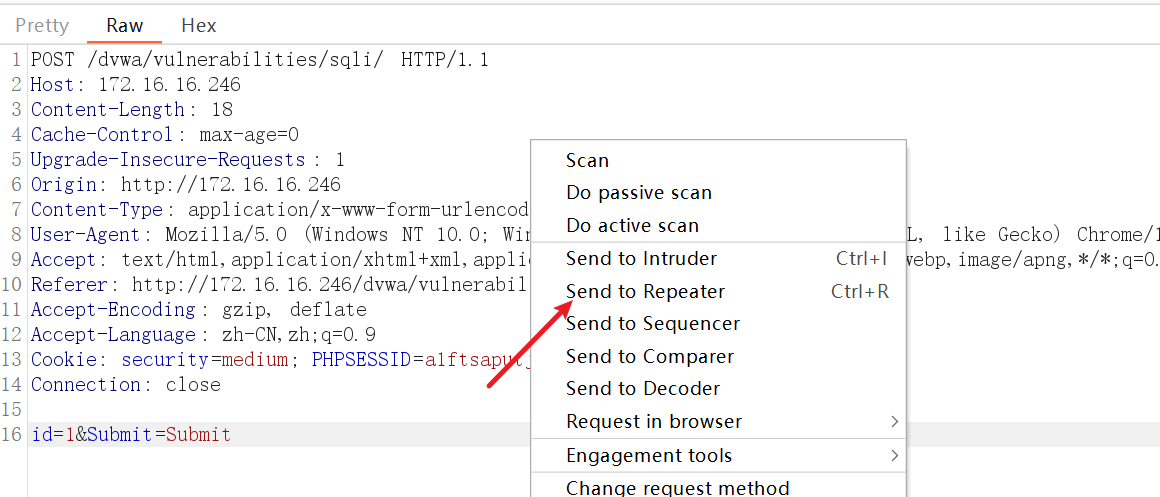 Pretty Raw Hex
1 POST /dvwa/vulnerabilities/sqli/ HTTP/1.1
2 Host: 172.16.16.246
3 Content-Length: 18
4 Cache-Control: max-age=0
5 Upgrade-Insecure-Requests: 1
6 Origin: http://172.16.16.246
7 Content-Type: application/x-www-form-urlencod
8 User-Agent: Mozilla/5.0 (Windows NT 10.0; Win L, like Gecko) Chrome/1
9 Accept: text/html,application/xhtml+xml,applic webp,image/apng,*/*;q=0.
10 Referer: http://172.16.16.246/dvwa/vulnerabil
11 Accept-Encoding: gzip, deflate
12 Accept-Language: zh-CN,zh;q=0.9
13 Cookie: security=medium; PHPSESSID=a1ftsaput
14 Connection: close
15
16 id=1&Submit=Submit
Scan
Do passive scan
Do active scan
Send to Intruder Ctrl+I
Send to Repeater Ctrl+R
Send to Sequencer
Send to Comparer
Send to Decoder
Request in browser
Engagement tools
Change request method